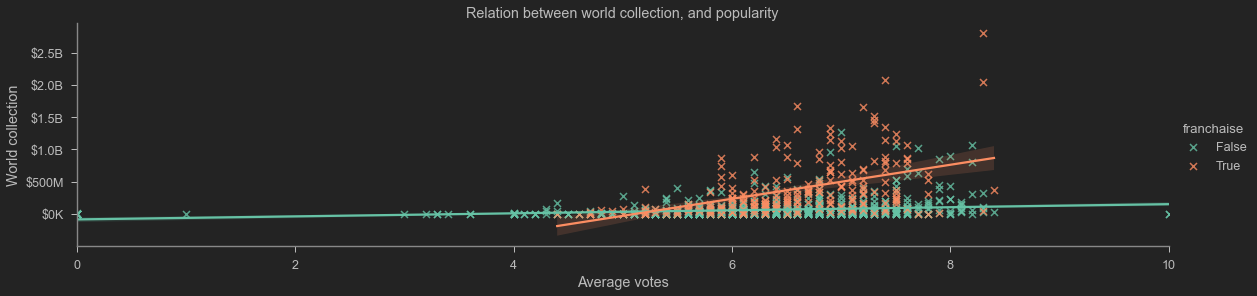 Relation between world collection, and popularity
World collection
$2.5B
$2.0B
$1.5B
$1.0B
$500M
$0K
0 2 4 6 8 10
Average votes
franchaise
False
True